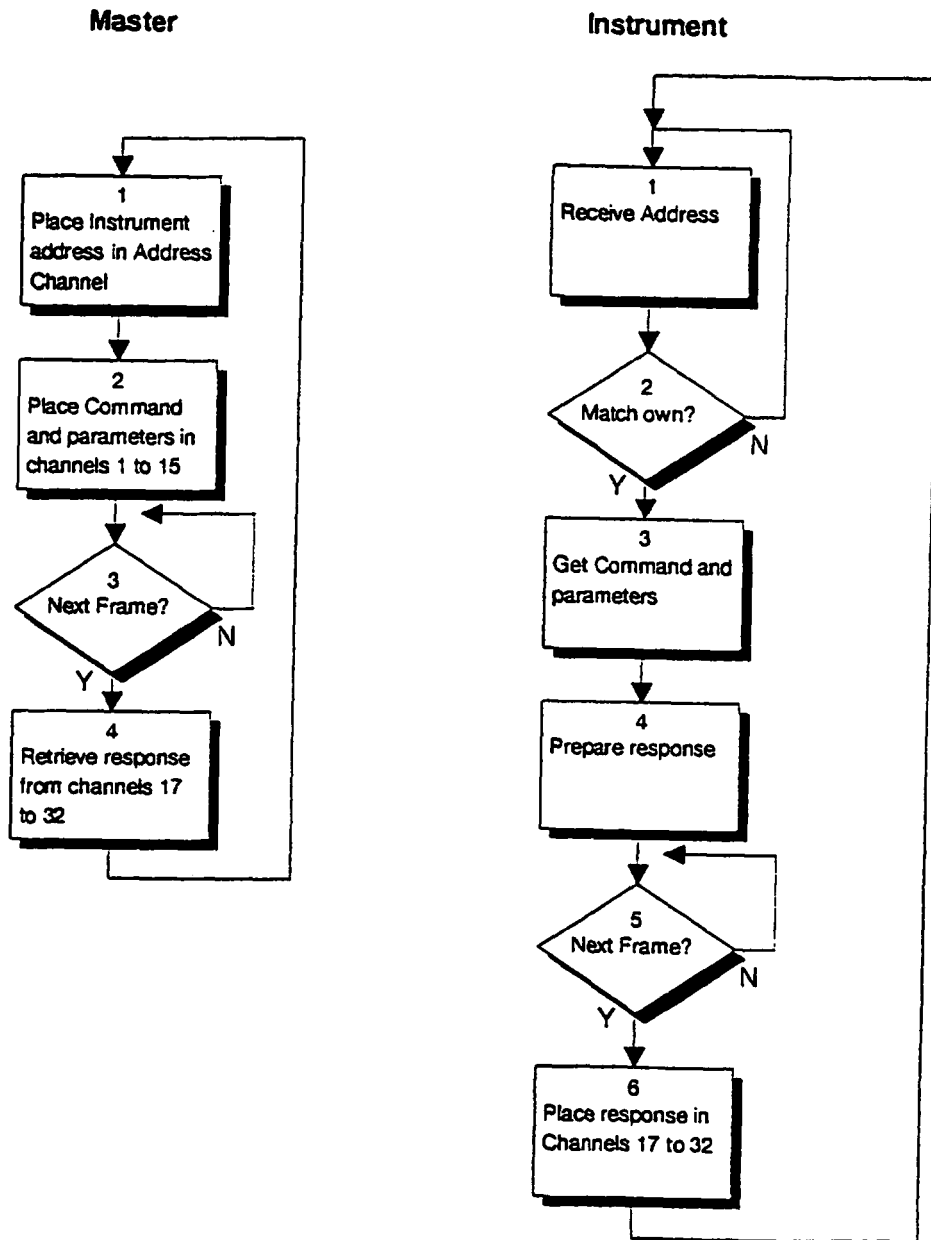 Master
1
Place Instrument
address in Address
Channel
2
Place Command
and parameters in
channels 1 to 15
3
Next Frame?
N
Y
4
Retrieve response
from channels 17
to 32
Instrument
1
Receive Address
2
Match own?
N
Y
3
Get Command and
parameters
4
Prepare response
5
Next Frame?
N
Y
6
Place response in
Channels 17 to 32